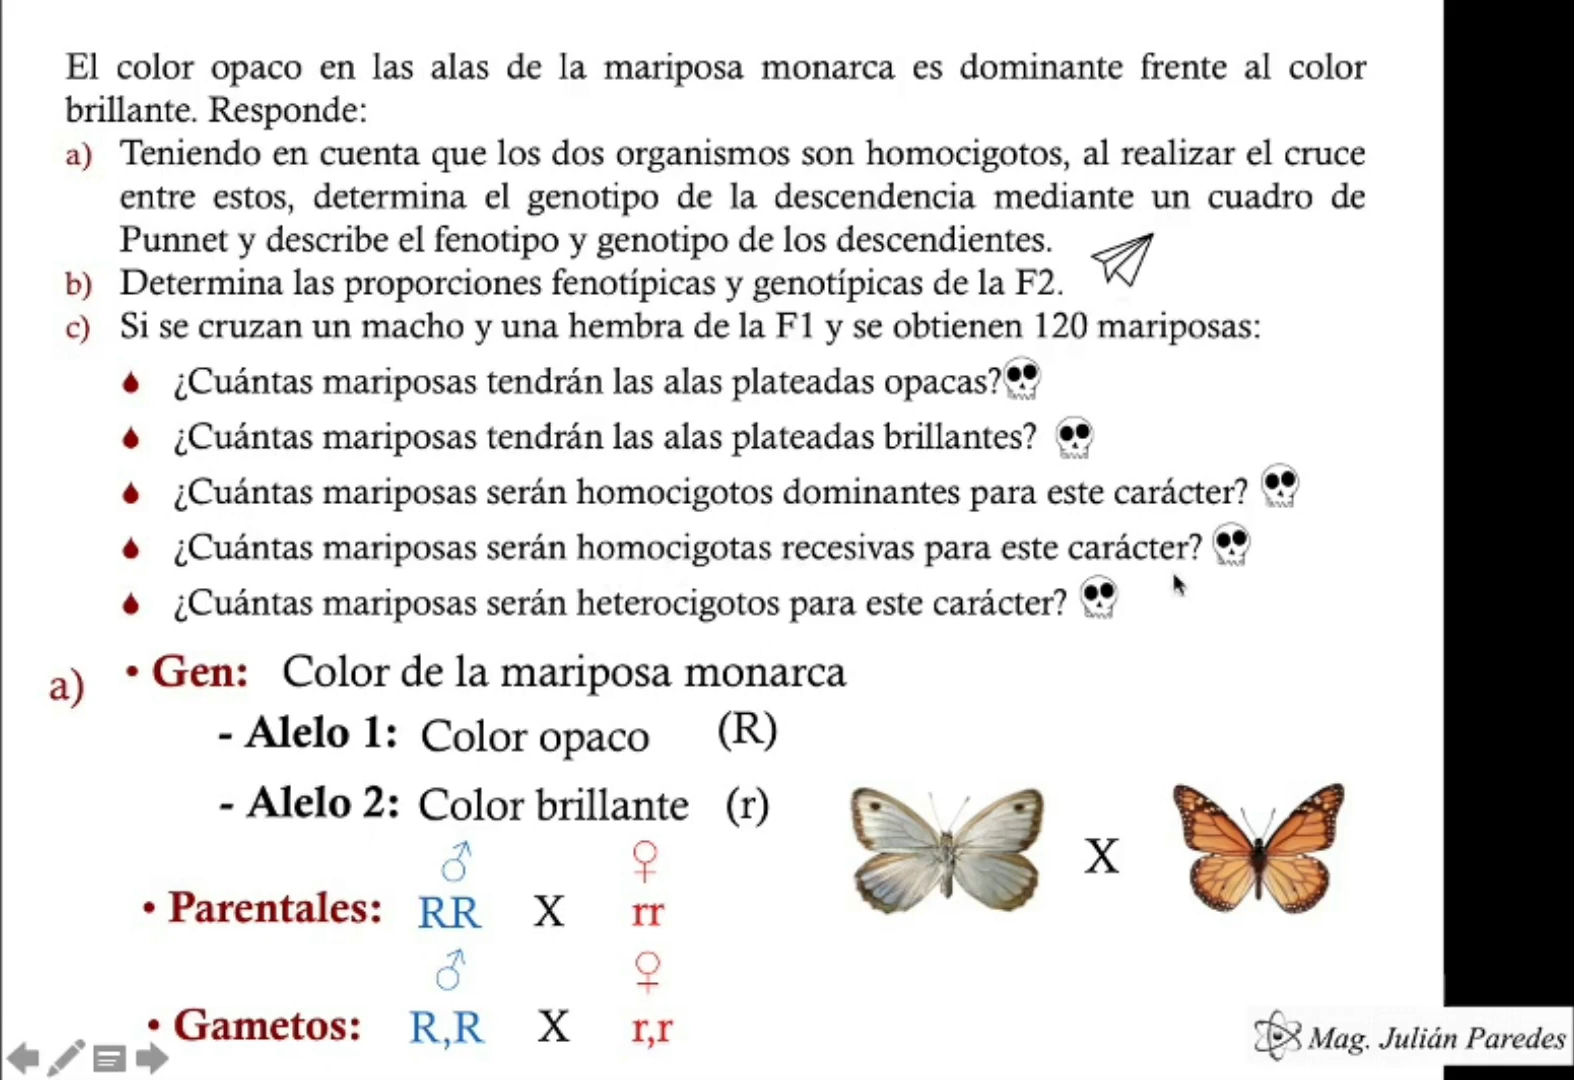 El color opaco en las alas de la mariposa monarca es dominante frente al color
brillante. Responde:
a) Teniendo en cuenta que los dos organismos son homocigotos, al realizar el cruce
entre estos, determina el genotipo de la descendencia mediante un cuadro de
Punnet y describe el fenotipo y genotipo de los descendientes.
b) Determina las proporciones fenotípicas y genotípicas de la F2.
c) Si se cruzan un macho y una hembra de la F1 y se obtienen 120 mariposas:
¿Cuántas mariposas tendrán las alas plateadas opacas?
¿Cuántas mariposas tendrán las alas plateadas brillantes?
¿Cuántas mariposas serán homocigotos dominantes para este carácter?
¿Cuántas mariposas serán homocigotas recesivas para este carácter?
¿Cuántas mariposas serán heterocigotos para este carácter?
a) • Gen: Color de la mariposa monarca
- Alelo 1: Color opaco (R)
- Alelo 2: Color brillante (r)
♂ ♀
• Parentales: RR X rr
X
♂ ♀
• Gametos: R,R X r,r
Mag. Julián Paredes